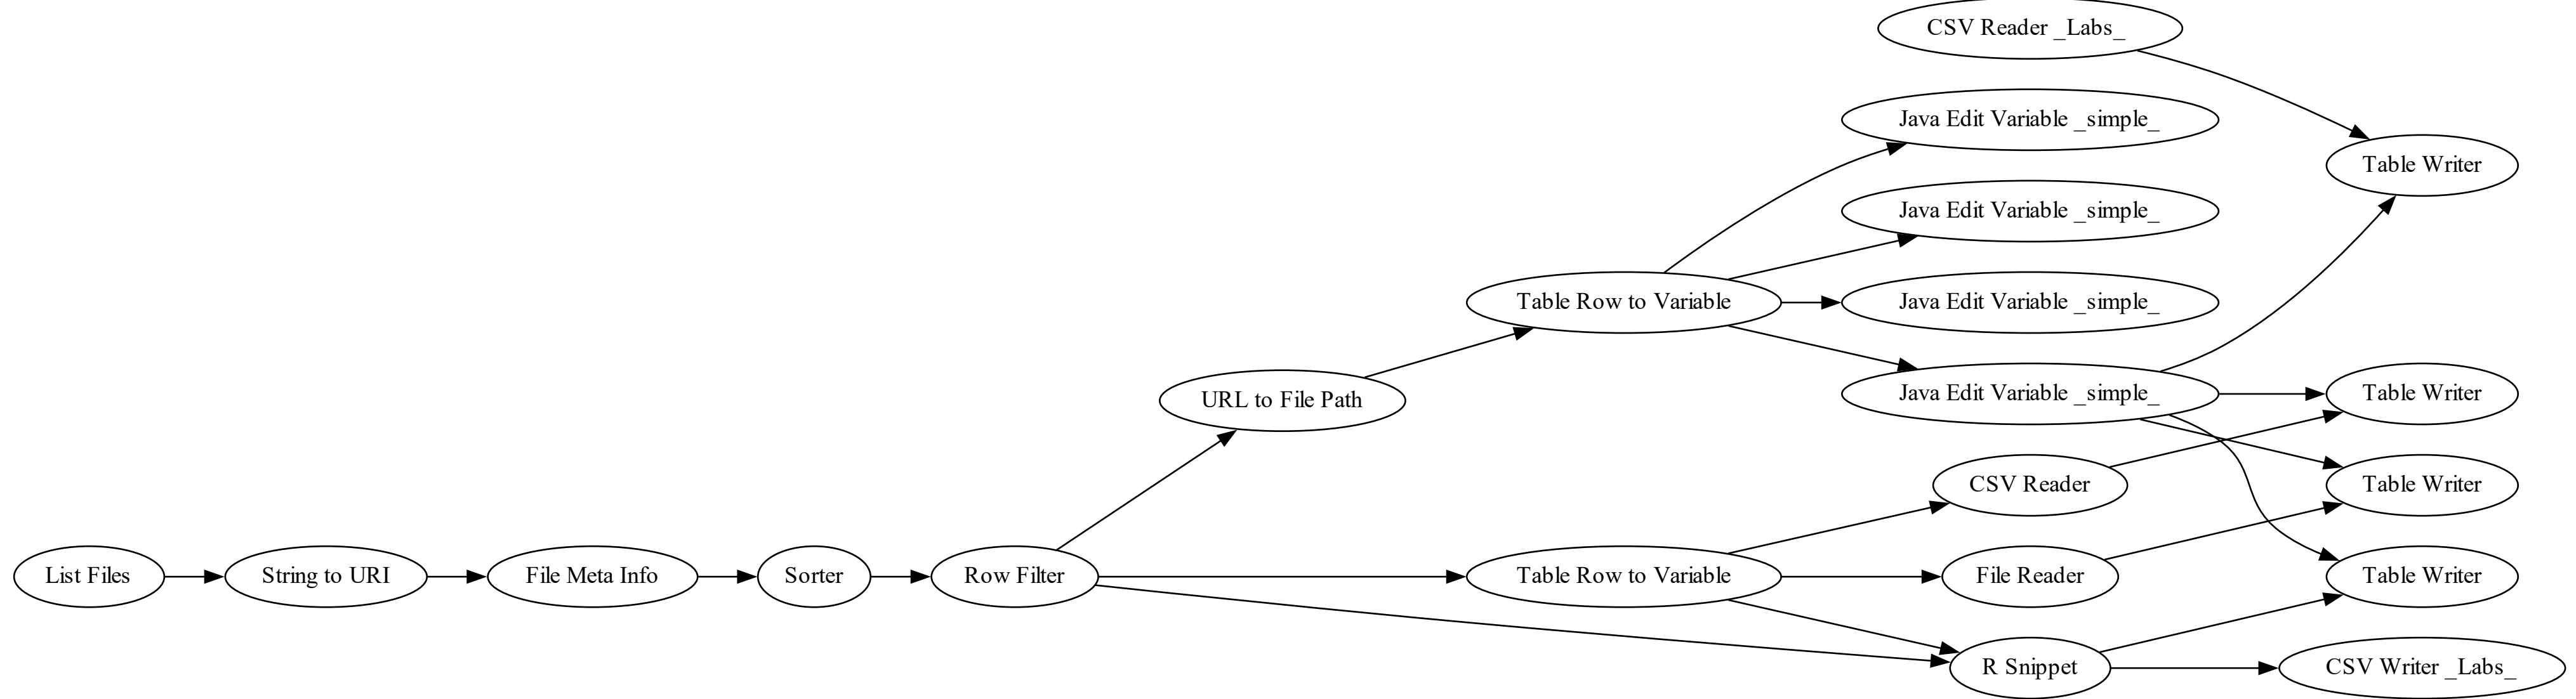 CSV Reader _Labs_
Java Edit Variable _simple_
Table Writer
Java Edit Variable _simple_
Table Row to Variable
Java Edit Variable _simple_
URL to File Path
Java Edit Variable _simple_
Table Writer
CSV Reader
Table Writer
List Files
String to URI
File Meta Info
Sorter
Row Filter
Table Row to Variable
File Reader
Table Writer
R Snippet
CSV Writer _Labs_